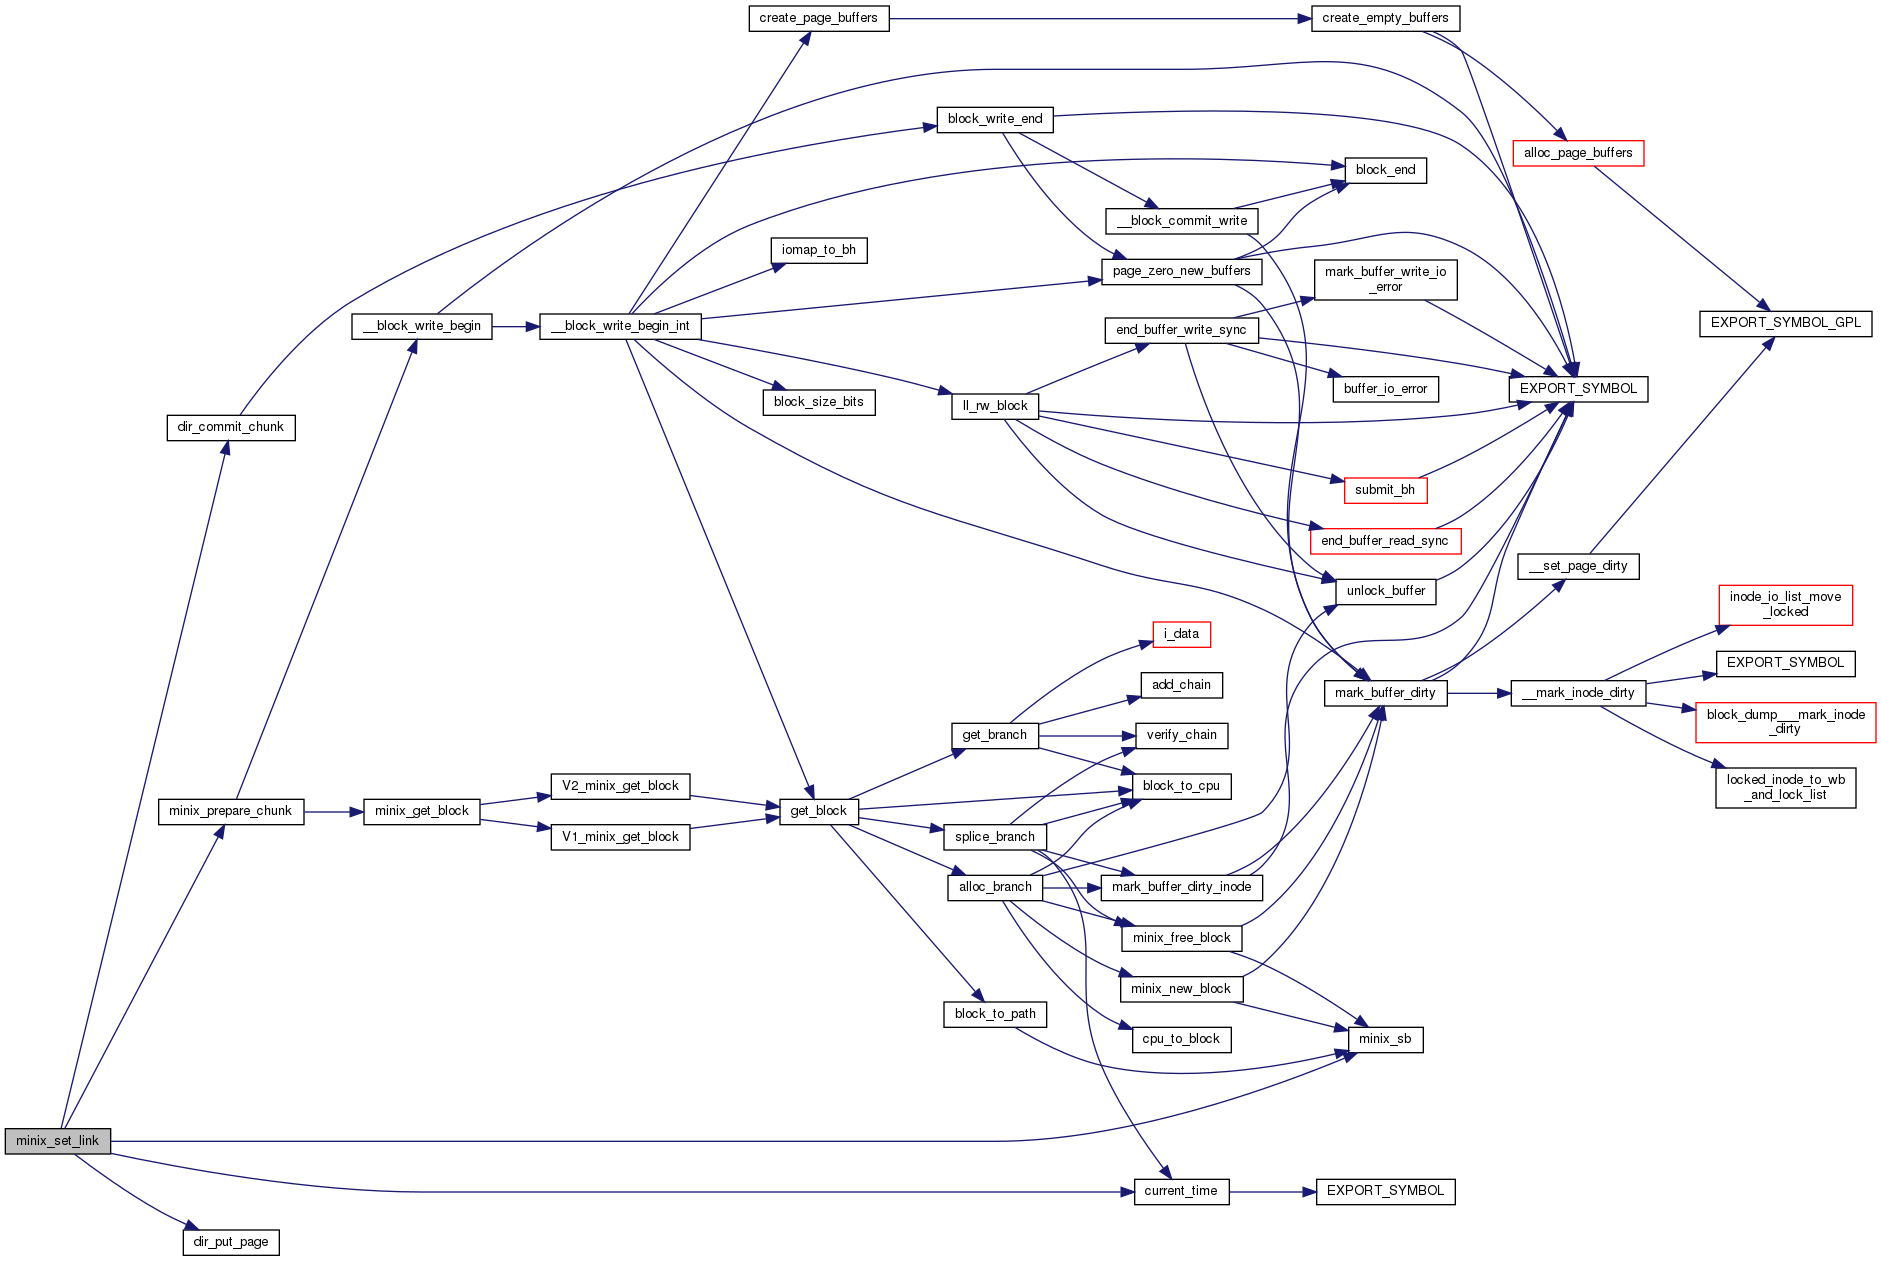 create_page_buffers
create_empty_buffers
block_write_end
alloc_page_buffers
block_end
__block_commit_write
iomap_to_bh
page_zero_new_buffers
mark_buffer_write_io
_error
__block_write_begin
__block_write_begin_int
end_buffer_write_sync
EXPORT_SYMBOL_GPL
buffer_io_error
EXPORT_SYMBOL
block_size_bits
ll_rw_block
dir_commit_chunk
submit_bh
end_buffer_read_sync
__set_page_dirty
unlock_buffer
inode_io_list_move
_locked
i_data
EXPORT_SYMBOL
add_chain
mark_buffer_dirty
__mark_inode_dirty
block_dump___mark_inode
_dirty
get_branch
verify_chain
locked_inode_to_wb
_and_lock_list
V2_minix_get_block
block_to_cpu
minix_prepare_chunk
minix_get_block
get_block
V1_minix_get_block
splice_branch
alloc_branch
mark_buffer_dirty_inode
minix_free_block
minix_new_block
block_to_path
cpu_to_block
minix_sb
minix_set_link
current_time
EXPORT_SYMBOL
dir_put_page